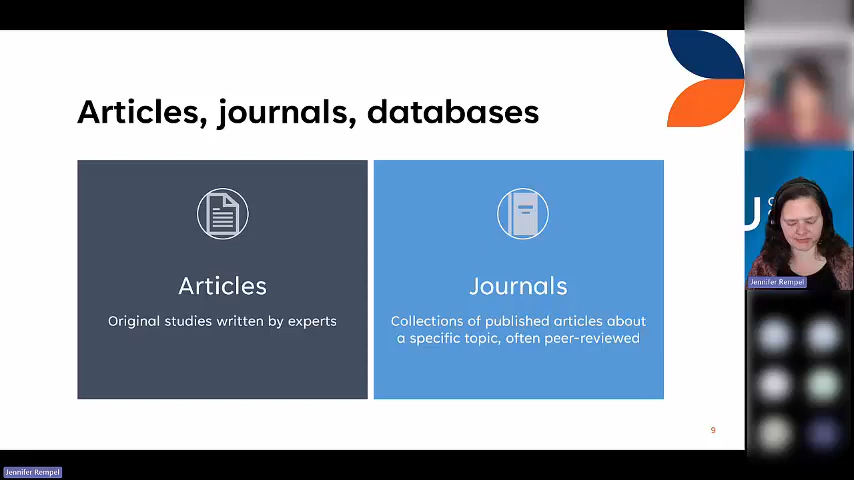 Articles, journals, databases
Articles
Original studies written by experts
Journals
Collections of published articles about
a specific topic, often peer-reviewed
9
U
Jennifer Rempel
Jennifer Rempel